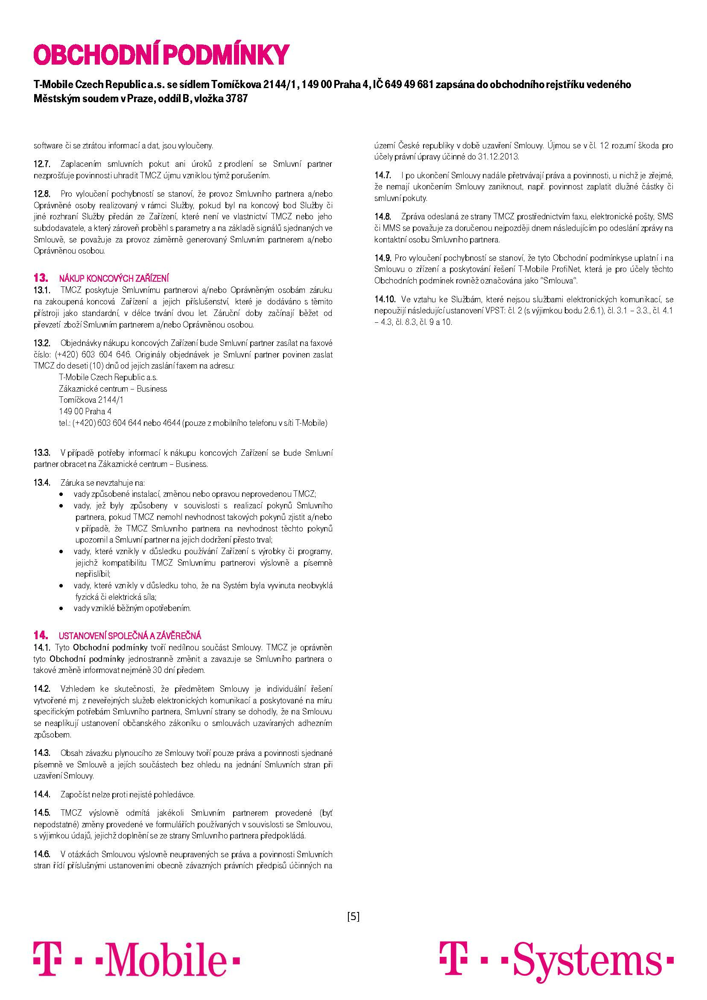 OBCHODNÍ PODMÍNKY
T-Mobile Czech Republic a.s. se sídlem Tomíčkova 2144/1, 149 00 Praha 4, IČ 649 49 681 zapsána do obchodního rejstříku vedeného
Městským soudem v Praze, oddíl B, vložka 3787
software či se ztrátou informací a dat, jsou vyloučeny.
12.7. Zaplacením smluvních pokut ani úroků z prodlení se Smluvní partner
nezprošťuje povinnosti uhradit TMCZ újmu vzniklou týmž porušením.
12.8. Pro vyloučení pochybností se stanoví, že provoz Smluvního partnera a/nebo
Oprávněné osoby realizovaný v rámci Služby, pokud byl na koncový bod Služby či
jiné rozhraní Služby předán ze Zařízení, které není ve vlastnictví TMCZ nebo jeho
subdodavatele, a který zároveň proběhl s parametry a na základě signálů sjednaných ve
Smlouvě, se považuje za provoz záměrně generovaný Smluvním partnerem a/nebo
Oprávněnou osobou.
13. NÁKUP KONCOVÝCH ZAŘÍZENÍ
13.1. TMCZ poskytuje Smluvnímu partnerovi a/nebo Oprávněným osobám záruku
na zakoupená koncová Zařízení a jejich příslušenství, které je dodáváno s těmito
přístroji jako standardní, v délce trvání dvou let. Záruční doby začínají běžet od
převzetí zboží Smluvním partnerem a/nebo Oprávněnou osobou.
13.2. Objednávky nákupu koncových Zařízení bude Smluvní partner zasílat na faxové
číslo: (+420) 603 604 646. Originály objednávek je Smluvní partner povinen zaslat
TMCZ do deseti (10) dnů od jejich zaslání faxem na adresu:
T-Mobile Czech Republic a.s.
Zákaznické centrum – Business
Tomíčkova 2144/1
149 00 Praha 4
tel.: (+420) 603 604 644 nebo 4644 (pouze z mobilního telefonu v síti T-Mobile)
13.3. V případě potřeby informací k nákupu koncových Zařízení se bude Smluvní
partner obracet na Zákaznické centrum – Business.
13.4. Záruka se nevztahuje na:
• vady způsobené instalací, změnou nebo opravou neprovedenou TMCZ;
• vady, jež byly způsobeny v souvislosti s realizací pokynů Smluvního
partnera, pokud TMCZ nemohl nevhodnost takových pokynů zjistit a/nebo
v případě, že TMCZ Smluvního partnera na nevhodnost těchto pokynů
upozornil a Smluvní partner na jejich dodržení přesto trval;
• vady, které vznikly v důsledku používání Zařízení s výrobky či programy,
jejichž kompatibilitu TMCZ Smluvnímu partnerovi výslovně a písemně
nepřislíbil;
• vady, které vznikly v důsledku toho, že na Systém byla vyvinuta neobvyklá
fyzická či elektrická síla;
• vady vzniklé běžným opotřebením.
14. USTANOVENÍ SPOLEČNÁ A ZÁVĚREČNÁ
14.1. Tyto Obchodní podmínky tvoří nedílnou součást Smlouvy. TMCZ je oprávněn
tyto Obchodní podmínky jednostranně změnit a zavazuje se Smluvního partnera o
takové změně informovat nejméně 30 dní předem.
14.2. Vzhledem ke skutečnosti, že předmětem Smlouvy je individuální řešení
vytvořené mj. z neveřejných služeb elektronických komunikací a poskytované na míru
specifickým potřebám Smluvního partnera, Smluvní strany se dohodly, že na Smlouvu
se neaplikují ustanovení občanského zákoníku o smlouvách uzavíraných adhezním
způsobem.
14.3. Obsah závazku plynoucího ze Smlouvy tvoří pouze práva a povinnosti sjednané
písemně ve Smlouvě a jejích součástech bez ohledu na jednání Smluvních stran při
uzavření Smlouvy.
14.4. Započíst nelze proti nejisté pohledávce.
14.5. TMCZ výslovně odmítá jakékoli Smluvním partnerem provedené (byť
nepodstatné) změny provedené ve formulářích používaných v souvislosti se Smlouvou,
s výjimkou údajů, jejichž doplnění se ze strany Smluvního partnera předpokládá.
14.6. V otázkách Smlouvou výslovně neupravených se práva a povinnosti Smluvních
stran řídí příslušnými ustanoveními obecně závazných právních předpisů účinných na
území České republiky v době uzavření Smlouvy. Újmou se v čl. 12 rozumí škoda pro
účely právní úpravy účinné do 31.12.2013.
14.7. I po ukončení Smlouvy nadále přetrvávají práva a povinnosti, u nichž je zřejmé,
že nemají ukončením Smlouvy zaniknout, např. povinnost zaplatit dlužné částky či
smluvní pokuty.
14.8. Zpráva odeslaná ze strany TMCZ prostřednictvím faxu, elektronické pošty, SMS
či MMS se považuje za doručenou nejpozději dnem následujícím po odeslání zprávy na
kontaktní osobu Smluvního partnera.
14.9. Pro vyloučení pochybností se stanoví, že tyto Obchodní podmínkyse uplatní i na
Smlouvu o zřízení a poskytování řešení T-Mobile ProfiNet, která je pro účely těchto
Obchodních podmínek rovněž označována jako "Smlouva".
14.10. Ve vztahu ke Službám, které nejsou službami elektronických komunikací, se
nepoužijí následující ustanovení VPST: čl. 2 (s výjimkou bodu 2.6.1), čl. 3.1 – 3.3., čl. 4.1
– 4.3, čl. 8.3, čl. 9 a 10.
[5]
T · · Mobile ·
T · · Systems ·